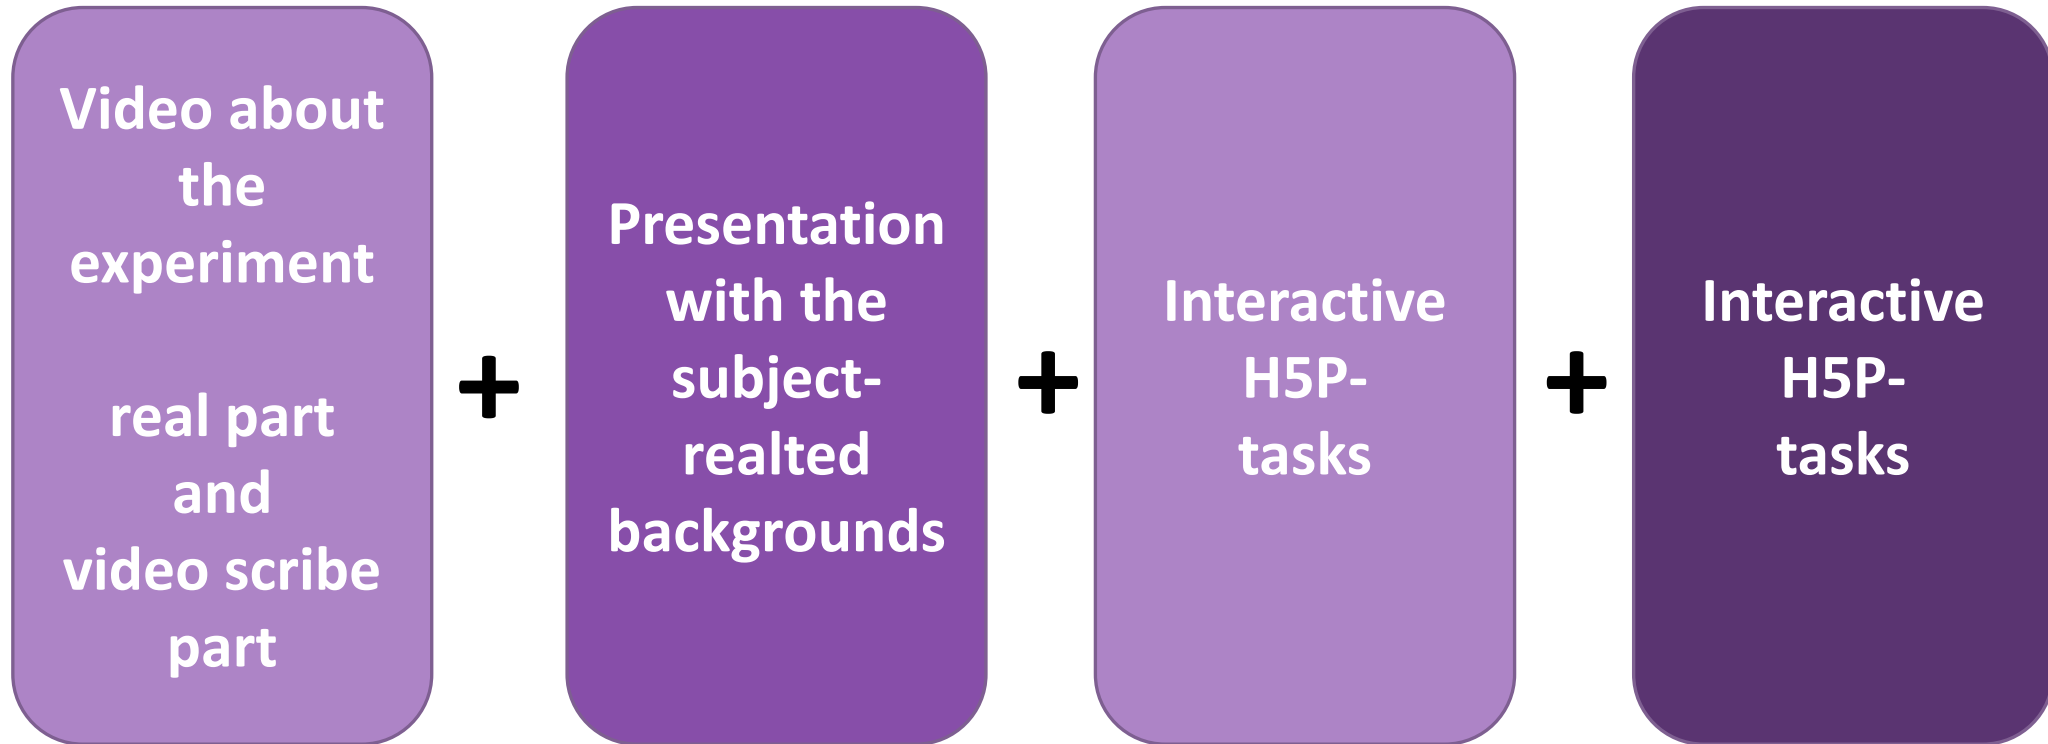 Video about
the
experiment
real part
and
video scribe
part
+
Presentation
with the
subject-
realted
backgrounds
+
Interactive
H5P-
tasks
+
Interactive
H5P-
tasks